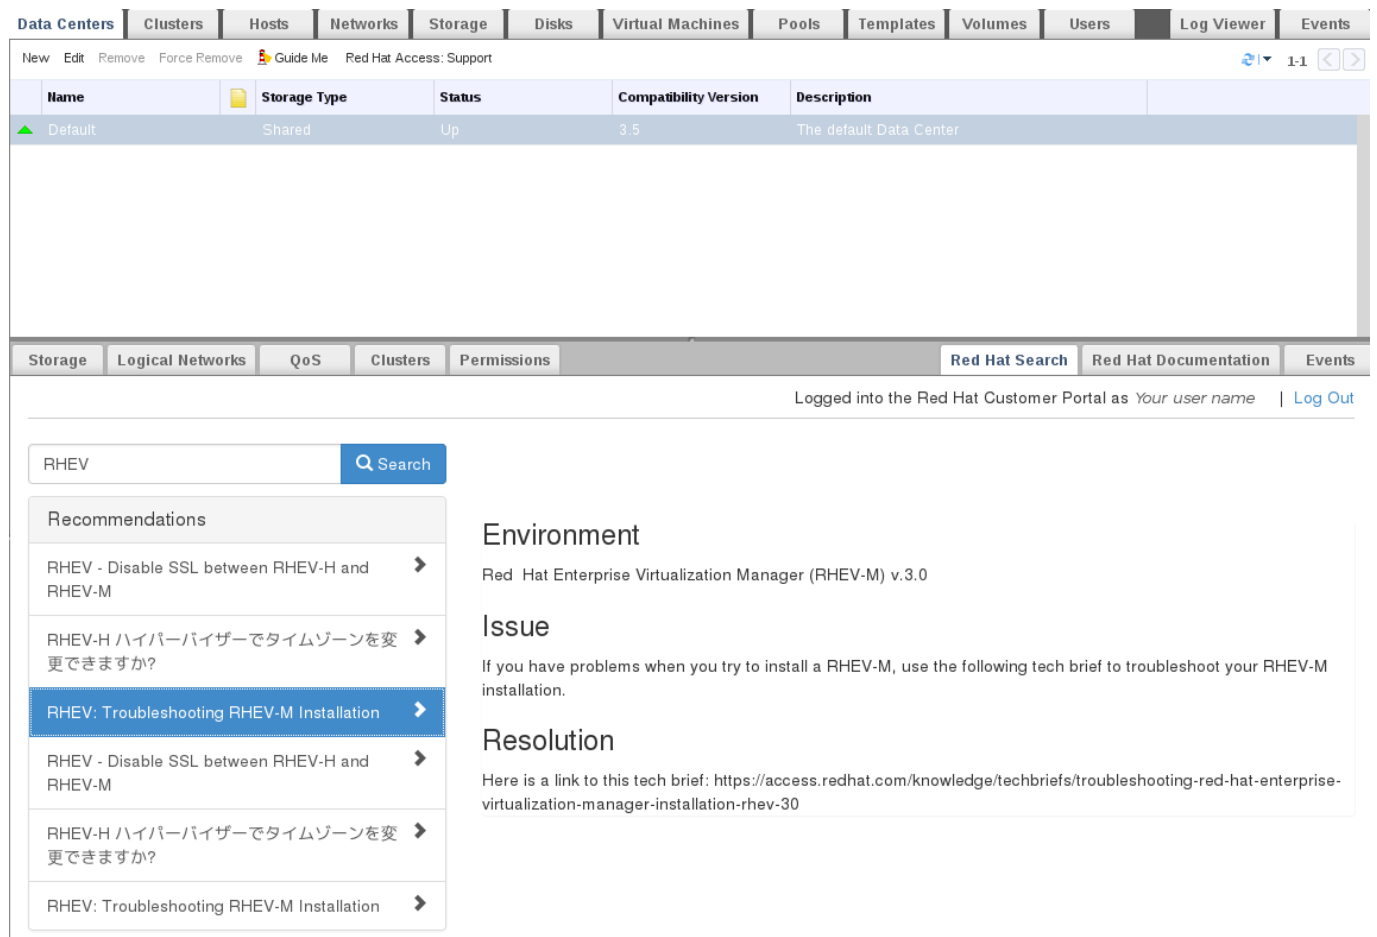 Data Centers Clusters Hosts Networks Storage Disks Virtual Machines Pools Templates Volumes Users Log Viewer Events
New Edit Remove Force Remove Guide Me Red Hat Access: Support 1-1
Name Storage Type Status Compatibility Version Description
Default Shared Up 3.5 The default Data Center
Storage Logical Networks QoS Clusters Permissions Red Hat Search Red Hat Documentation Events
Logged into the Red Hat Customer Portal as Your user name | Log Out
RHEV Search
Recommendations
RHEV - Disable SSL between RHEV-H and
RHEV-M
RHEV-H ハイパーバイザーでタイムゾーンを変
更できますか?
RHEV: Troubleshooting RHEV-M Installation
RHEV - Disable SSL between RHEV-H and
RHEV-M
RHEV-H ハイパーバイザーでタイムゾーンを変
更できますか?
RHEV: Troubleshooting RHEV-M Installation
Environment
Red Hat Enterprise Virtualization Manager (RHEV-M) v.3.0
Issue
If you have problems when you try to install a RHEV-M, use the following tech brief to troubleshoot your RHEV-M
installation.
Resolution
Here is a link to this tech brief: https://access.redhat.com/knowledge/techbriefs/troubleshooting-red-hat-enterprise-
virtualization-manager-installation-rhev-30